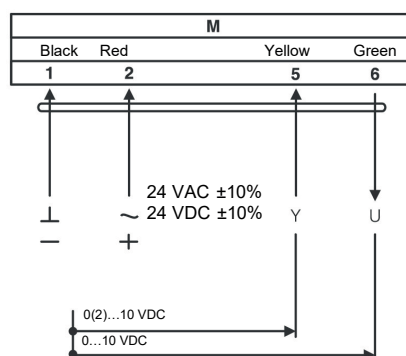 M
Black Red Yellow Green
1 2 5 6
24 VAC ±10%
⊥ ~ 24 VDC ±10% Y U
− +
0(2)...10 VDC
0...10 VDC